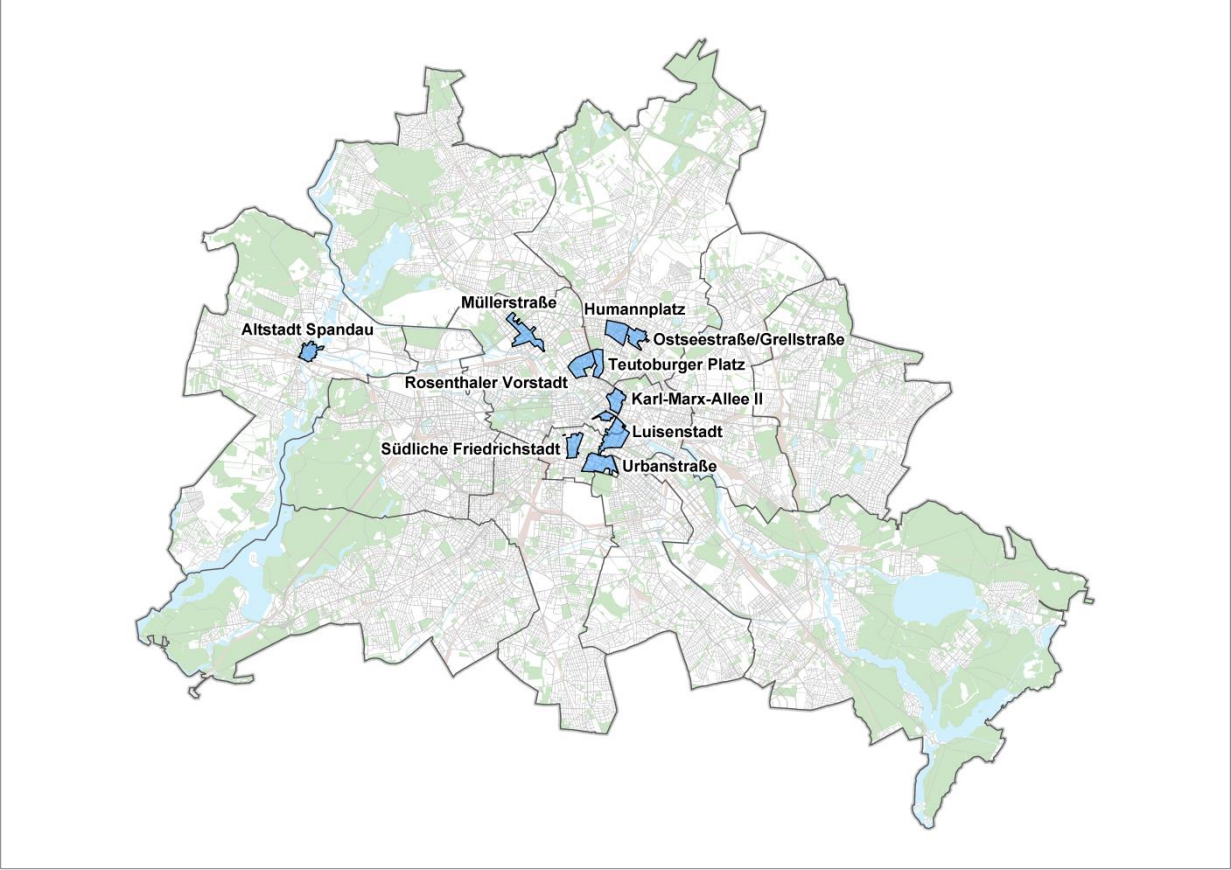 Müllerstraße
Humannplatz
Altstadt Spandau
Ostseestraße/Grellstraße
Teutoburger Platz
Rosenthaler Vorstadt
Karl-Marx-Allee II
Luisenstadt
Südliche Friedrichstadt
Urbanstraße